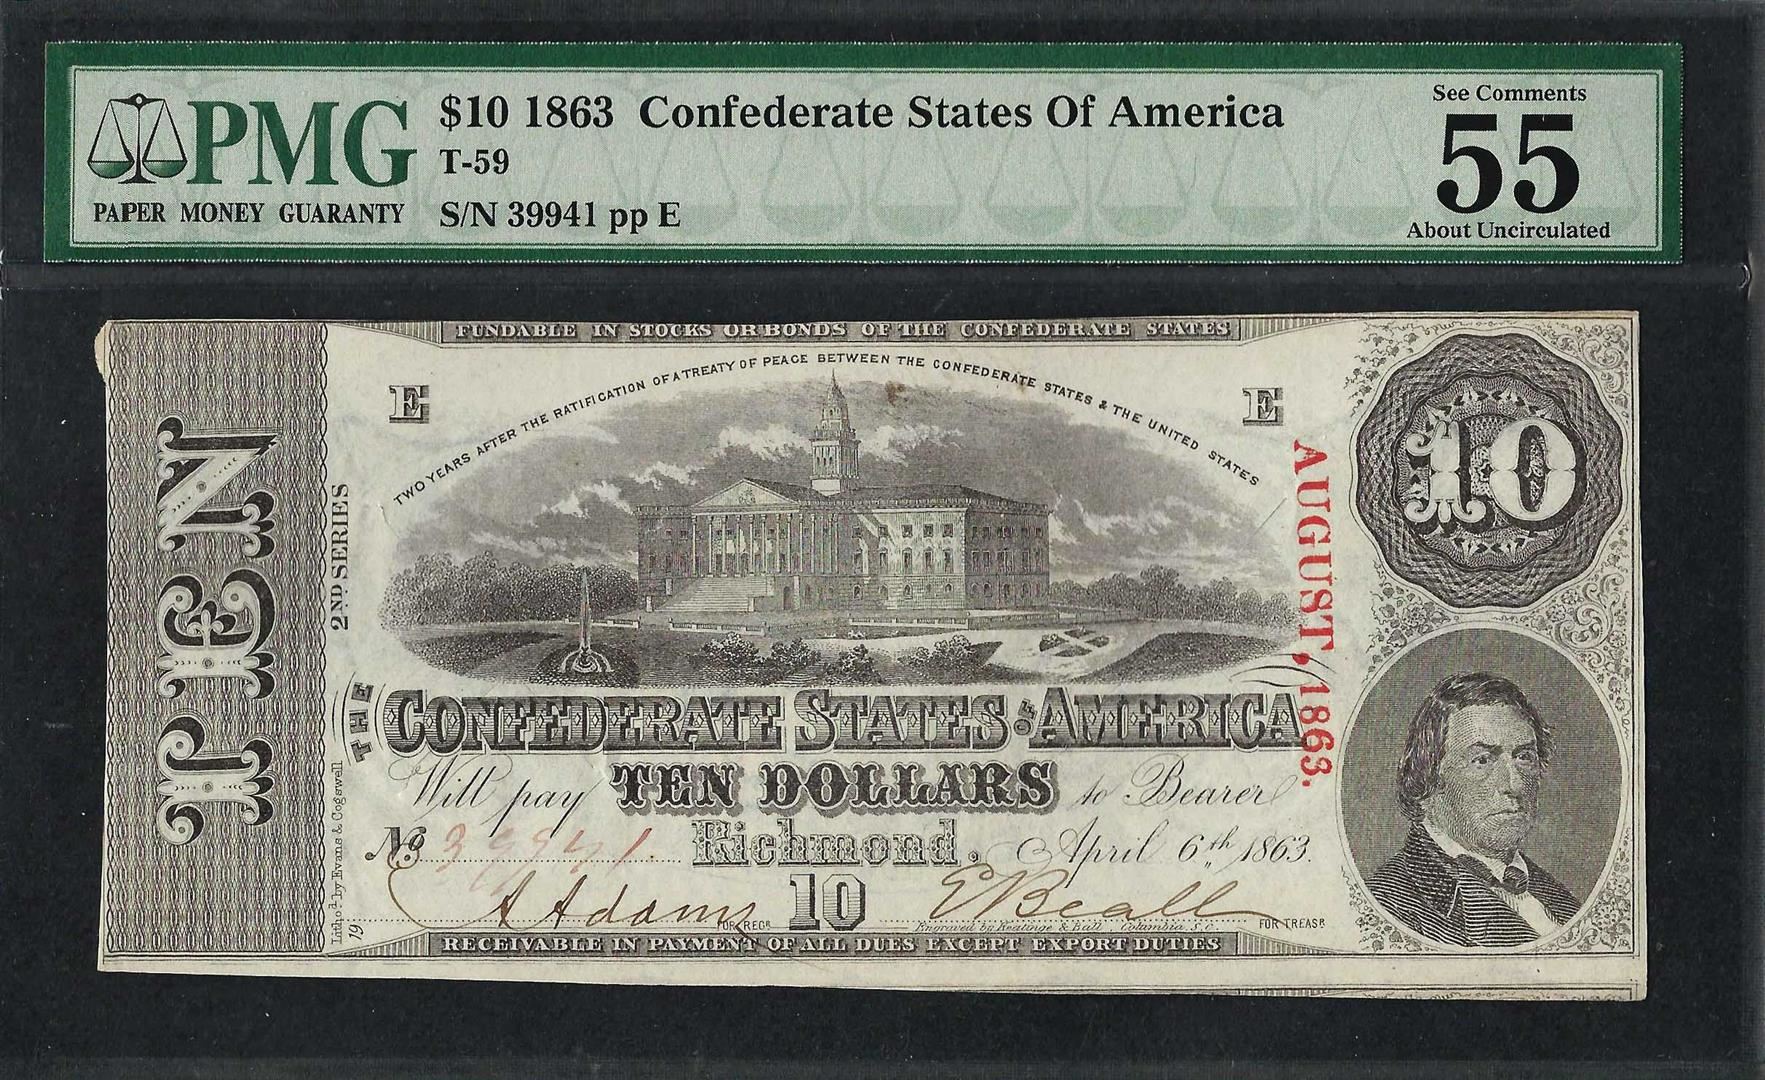 PMG
PAPER MONEY GUARANTY
$10 1863 Confederate States Of America
T-59
S/N 39941 pp E
See Comments
55
About Uncirculated
FUNDABLE IN STOCKS OR BONDS OF THE CONFEDERATE STATES
TWO YEARS AFTER THE RATIFICATION OF A TREATY OF PEACE BETWEEN THE CONFEDERATE STATES & THE UNITED STATES
E
E
10
TEN
2ND SERIES
AUGUST, 1863.
THE CONFEDERATE STATES OF AMERICA
Will pay TEN DOLLARS to Bearer
No 39941 Richmond. April 6th, 1863.
A Adams FOR REGR 10 E Beall FOR TREASR
Engraved by Keatinge & Ball, Columbia, S.C.
Lithod by Evans & Cogswell
19
RECEIVABLE IN PAYMENT OF ALL DUES EXCEPT EXPORT DUTIES